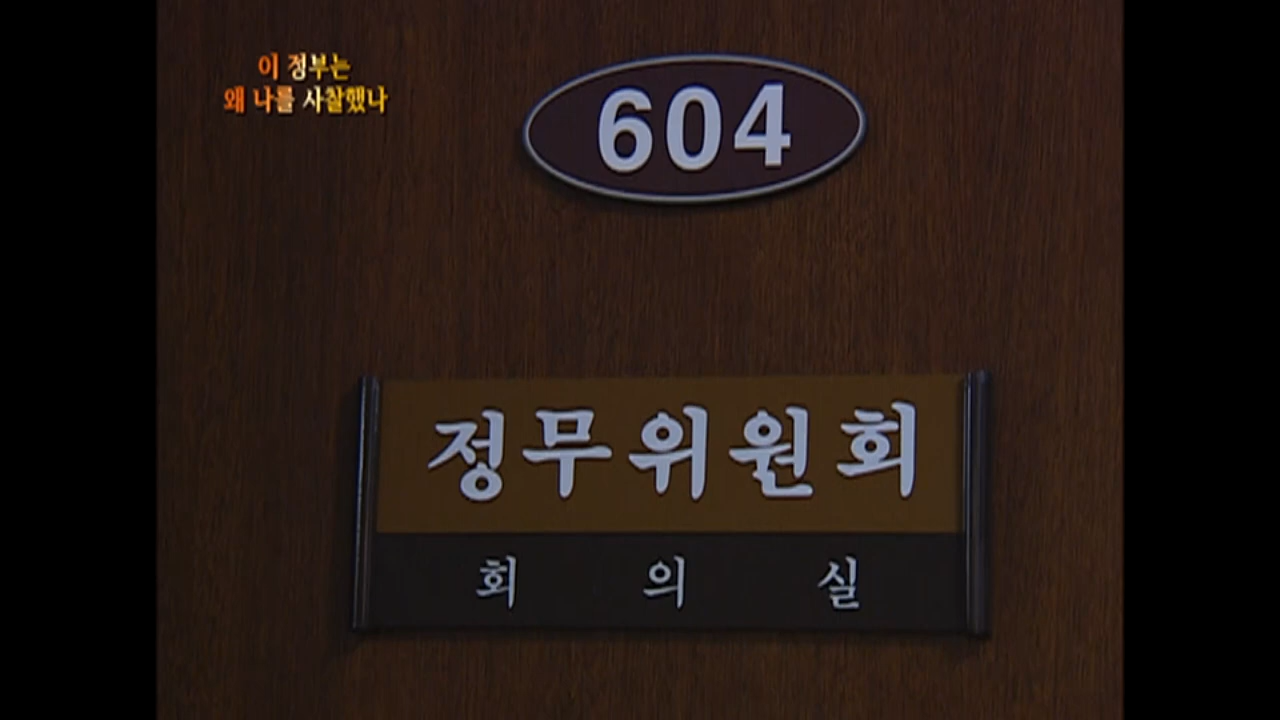 이 정부는
왜 나를 사찰했나
604
정무위원회
회의실